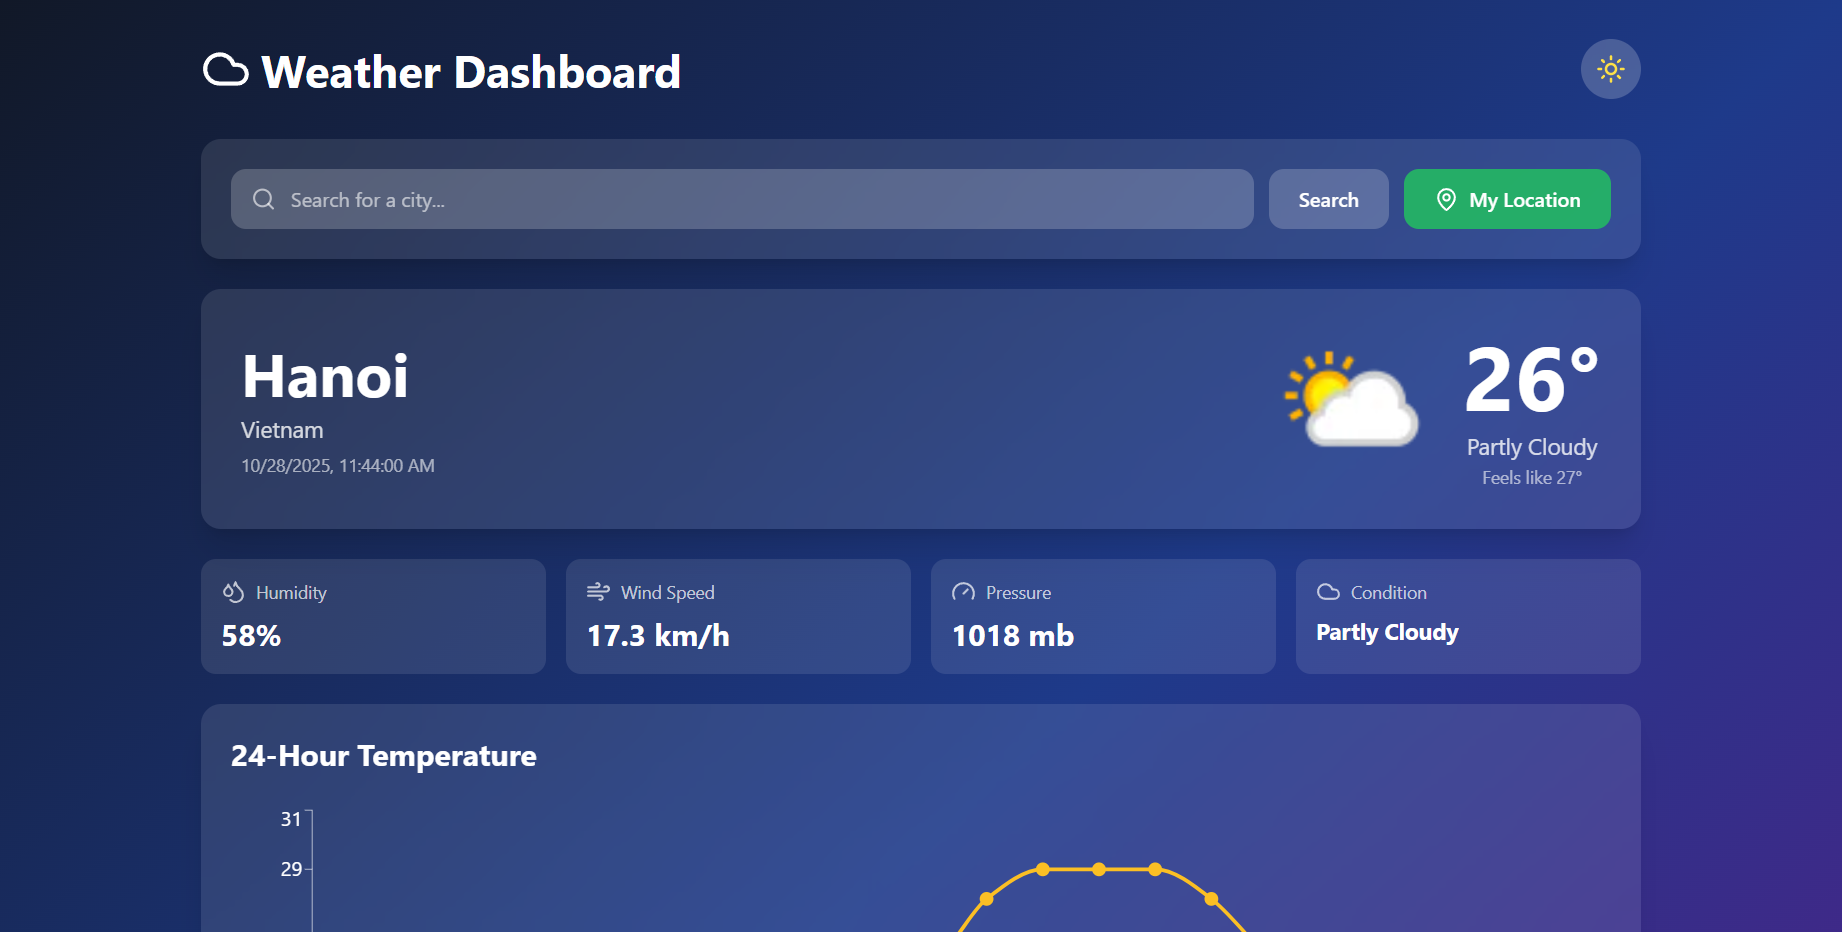 Weather Dashboard
Search for a city...
Search
My Location
Hanoi
Vietnam
10/28/2025, 11:44:00 AM
26°
Partly Cloudy
Feels like 27°
Humidity
58%
Wind Speed
17.3 km/h
Pressure
1018 mb
Condition
Partly Cloudy
24-Hour Temperature
31
29